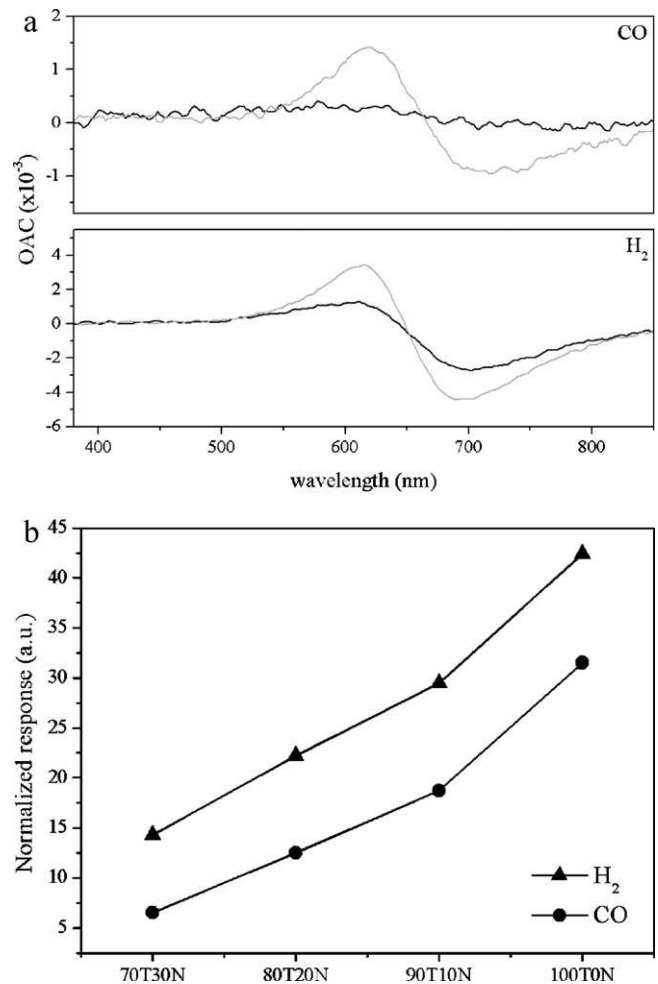 a
CO
2
1
0
-1
OAC (x10⁻³)
H₂
4
2
0
-2
-4
-6
400 500 600 700 800
wavelength (nm)
b
45
40
35
30
25
20
15
10
5
Normalized response (a.u.)
H₂
CO
70T30N 80T20N 90T10N 100T0N